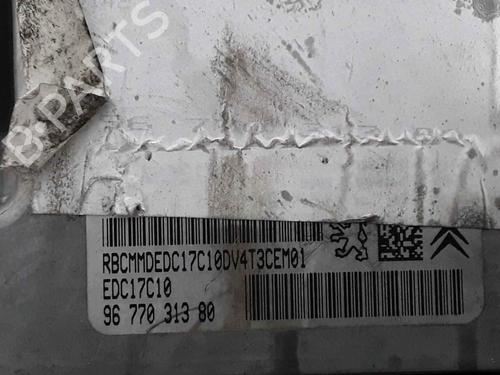 B-PARTS
RBCMMDEDC17C10DV4T3CEM01
EDC17C10
96 770 313 80